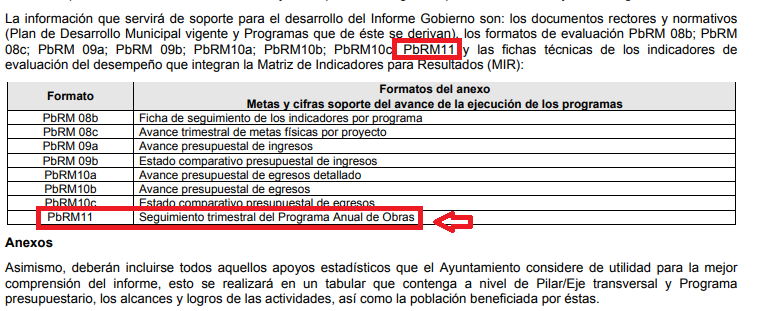 La información que servirá de soporte para el desarrollo del Informe Gobierno son: los documentos rectores y normativos
(Plan de Desarrollo Municipal vigente y Programas que de éste se derivan), los formatos de evaluación PbRM 08b; PbRM
08c; PbRM 09a; PbRM 09b; PbRM10a; PbRM10b; PbRM10c PbRM11 y las fichas técnicas de los indicadores de
evaluación del desempeño que integran la Matriz de Indicadores para Resultados (MIR):
Formato
Formatos del anexo
Metas y cifras soporte del avance de la ejecución de los programas
PbRM 08b Ficha de seguimiento de los indicadores por programa
PbRM 08c Avance trimestral de metas físicas por proyecto
PbRM 09a Avance presupuestal de ingresos
PbRM 09b Estado comparativo presupuestal de ingresos
PbRM10a Avance presupuestal de egresos detallado
PbRM10b Avance presupuestal de egresos
PbRM10c Estado comparativo presupuestal de egresos
PbRM11 Seguimiento trimestral del Programa Anual de Obras
Anexos
Asimismo, deberán incluirse todos aquellos apoyos estadísticos que el Ayuntamiento considere de utilidad para la mejor
comprensión del informe, esto se realizará en un tabular que contenga a nivel de Pilar/Eje transversal y Programa
presupuestario, los alcances y logros de las actividades, así como la población beneficiada por éstas.